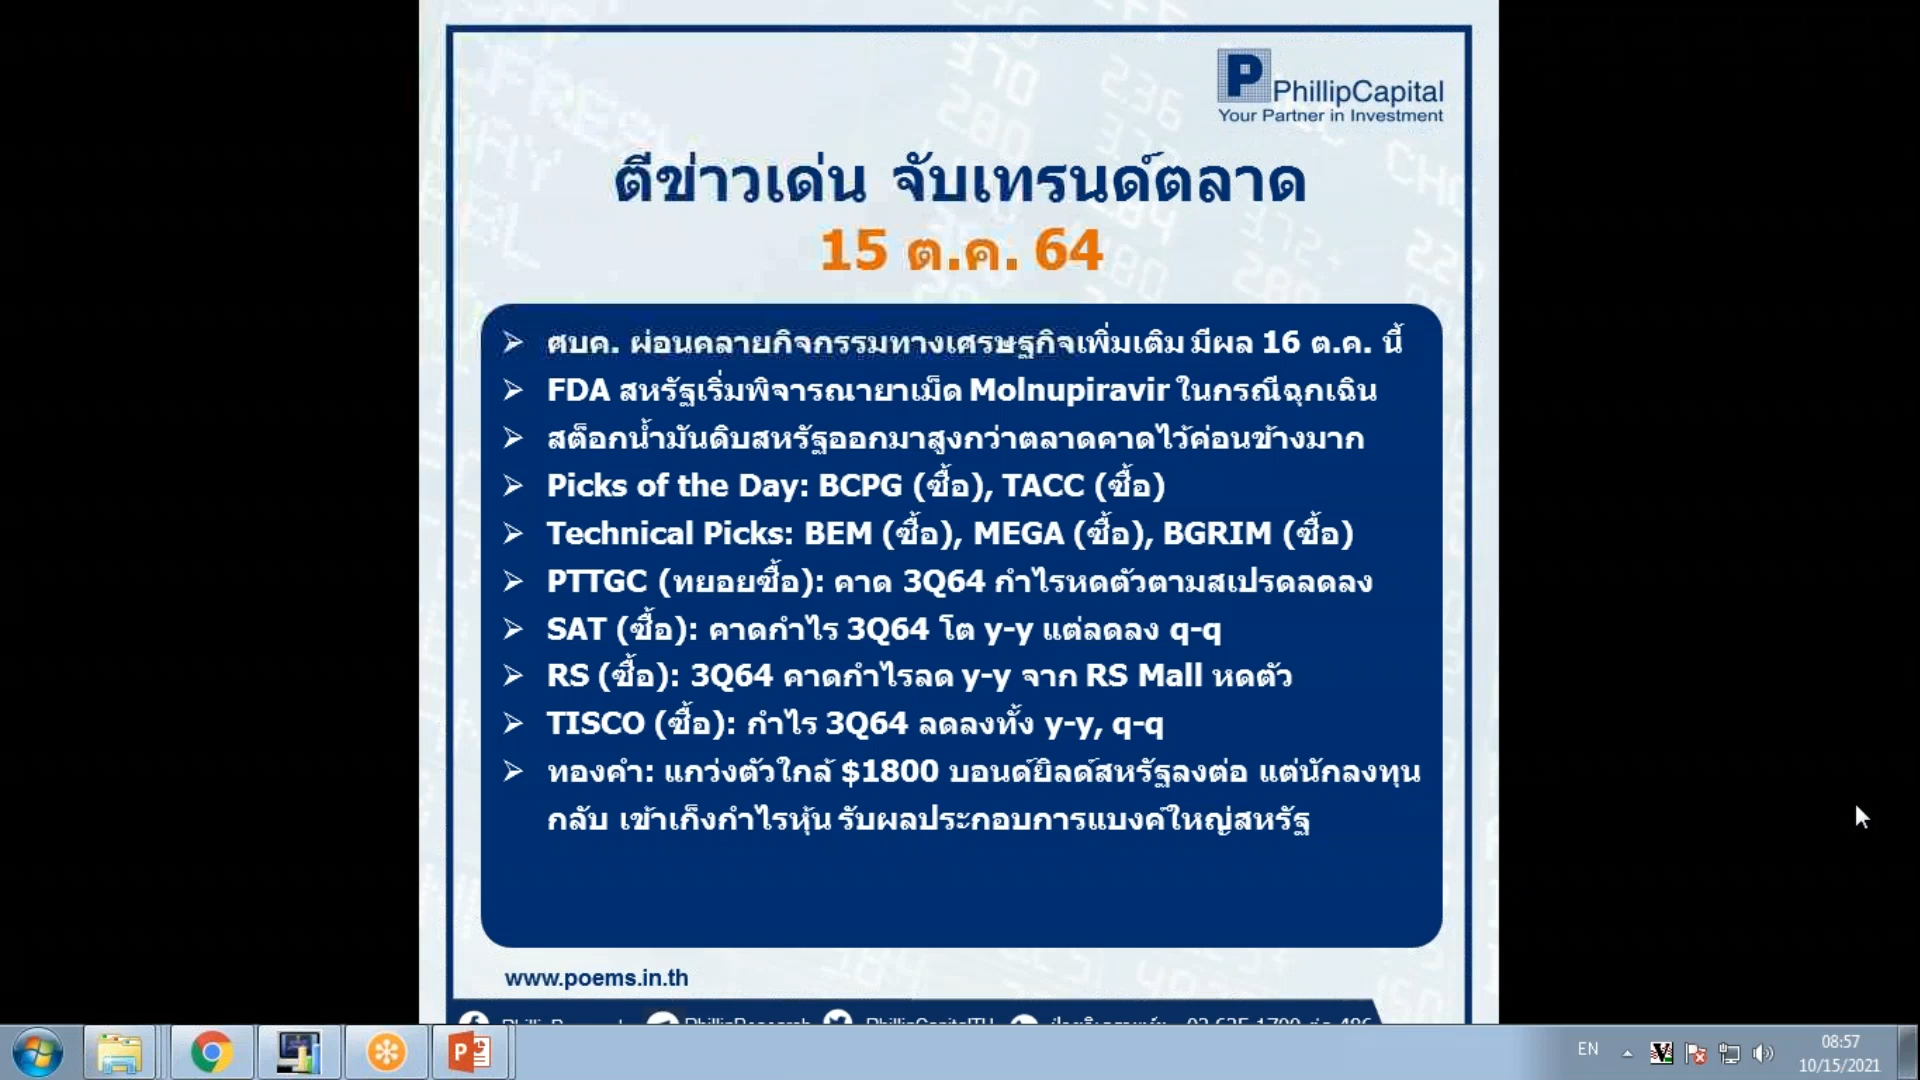 PhillipCapital
Your Partner in Investment
ตีข่าวเด่น จับเทรนด์ตลาด
15 ต.ค. 64
ศบค. ผ่อนคลายกิจกรรมทางเศรษฐกิจเพิ่มเติม มีผล 16 ต.ค. นี้
FDA สหรัฐเริ่มพิจารณายาเม็ด Molnupiravir ในกรณีฉุกเฉิน
สต็อกน้ำมันดิบสหรัฐออกมาสูงกว่าตลาดคาดไว้ค่อนข้างมาก
Picks of the Day: BCPG (ซื้อ), TACC (ซื้อ)
Technical Picks: BEM (ซื้อ), MEGA (ซื้อ), BGRIM (ซื้อ)
PTTGC (ทยอยซื้อ): คาด 3Q64 กำไรหดตัวตามสเปรดลดลง
SAT (ซื้อ): คาดกำไร 3Q64 โต y-y แต่ลดลง q-q
RS (ซื้อ): 3Q64 คาดกำไรลด y-y จาก RS Mall หดตัว
TISCO (ซื้อ): กำไร 3Q64 ลดลงทั้ง y-y, q-q
ทองคำ: แกว่งตัวใกล้ $1800 บอนด์ยิลด์สหรัฐลงต่อ แต่นักลงทุน
กลับ เข้าเก็งกำไรหุ้น รับผลประกอบการแบงค์ใหญ่สหรัฐ
www.poems.in.th
EN
08:57
10/15/2021